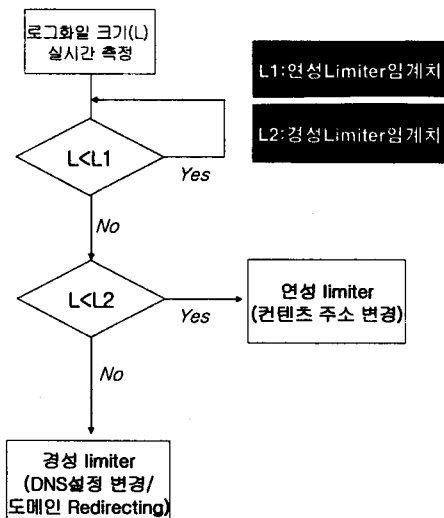 로그화일 크기(L)
실시간 측정
L1:연성Limiter임계치
L2:경성Limiter임계치
L<L1
Yes
No
L<L2
Yes
연성 limiter
(컨텐츠 주소 변경)
No
경성 limiter
(DNS설정 변경/
도메인 Redirecting)